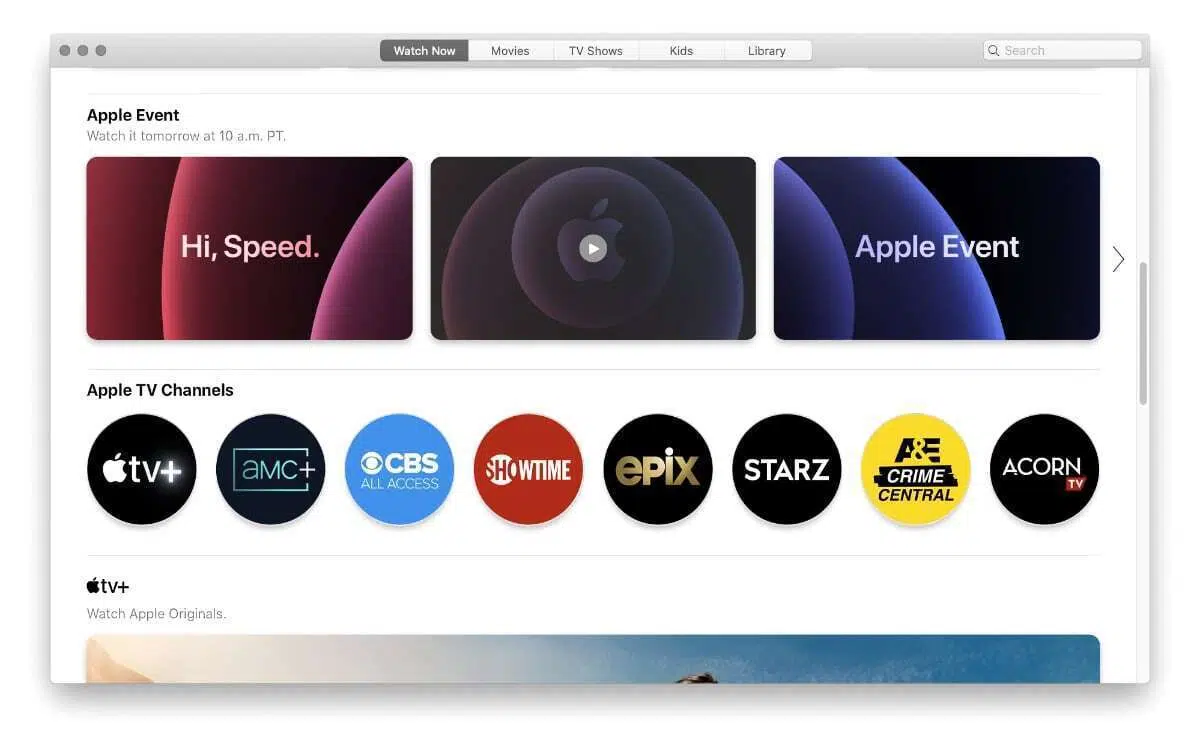 Watch Now
Movies
TV Shows
Kids
Library
Search
Apple Event
Watch it tomorrow at 10 a.m. PT.
Hi, Speed.
Apple Event
Apple TV Channels
tv+
amc+
CBS
ALL ACCESS
SHOWTIME
epix
STARZ
A&E
CRIME
CENTRAL
ACORN
TV
tv+
Watch Apple Originals.